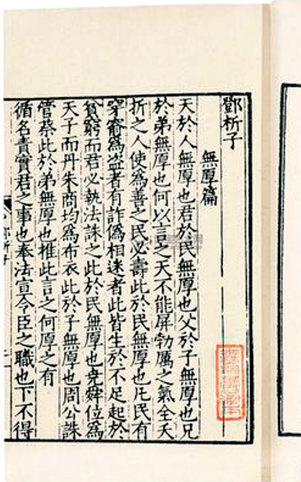 鄧析子
無厚篇
天於人無厚也君於民無厚也父於子無厚也兄
於弟無厚也何以言之天不能屏勃厲之氣全夭
折之人使爲善之民必壽此於民無厚也凡民有
穿窬爲盜者有詐僞相迷者此皆生於不足起於
貧窮而君必執法誅之此於民無厚也堯舜位爲
天子而丹朱商均爲布衣此於子無厚也周公誅
管蔡此於弟無厚也推此言之何厚之有
循名責實君之事也奉法宣令臣之職也下不得